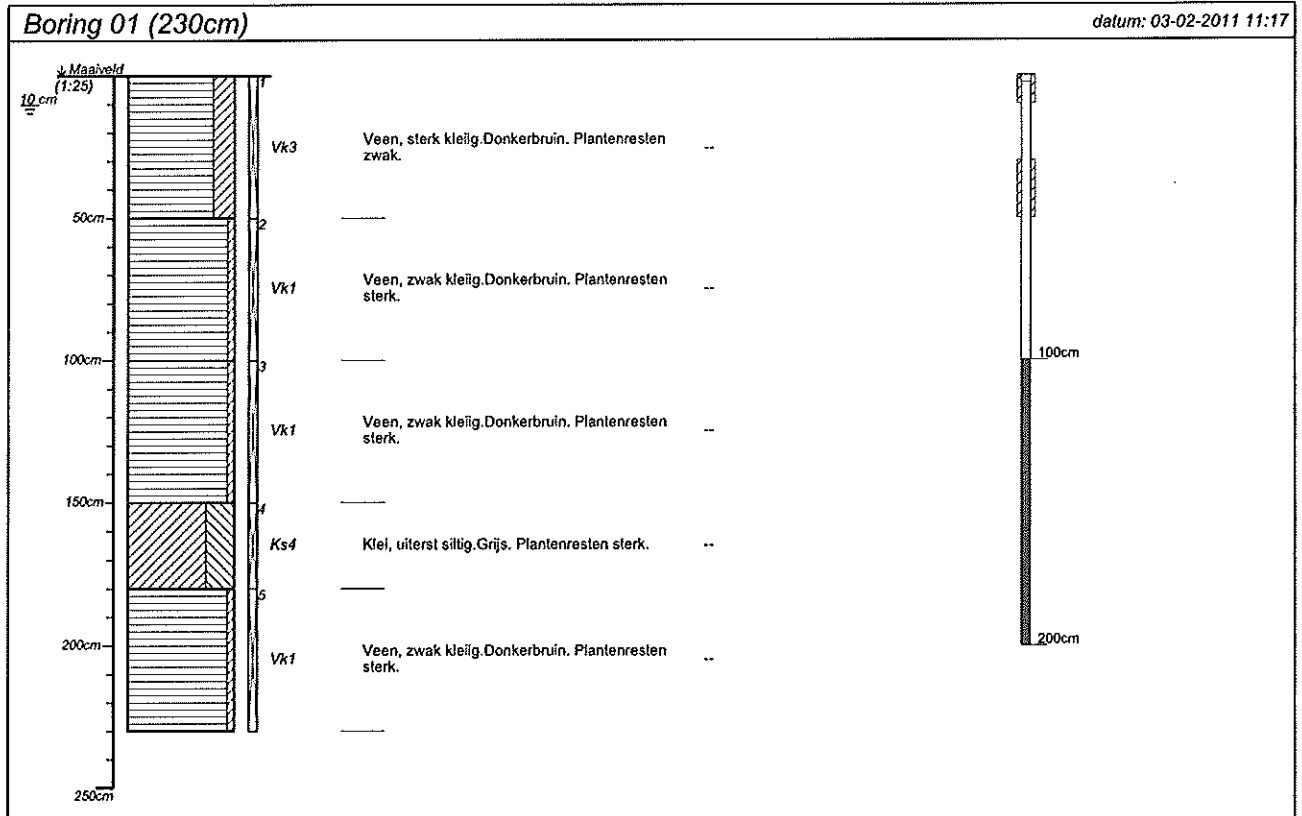 Boring 01 (230cm)
datum: 03-02-2011 11:17
Maaiveld
(1:25)
10 cm
1
Vk3
Veen, sterk kleiig.Donkerbruin. Plantenresten
zwak.
--
50cm
2
Vk1
Veen, zwak kleiig.Donkerbruin. Plantenresten
sterk.
--
100cm
3
100cm
Vk1
Veen, zwak kleiig.Donkerbruin. Plantenresten
sterk.
--
150cm
4
Ks4
Klei, uiterst siltig.Grijs. Plantenresten sterk.
--
5
200cm
Vk1
Veen, zwak kleiig.Donkerbruin. Plantenresten
sterk.
--
200cm
250cm